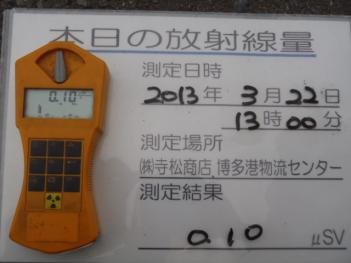 本日の放射線量
測定日時
2013年 3月 22日
13時 00分
測定場所
㈱寺松商店 博多港物流センター
測定結果
0.10 μSV
0.10